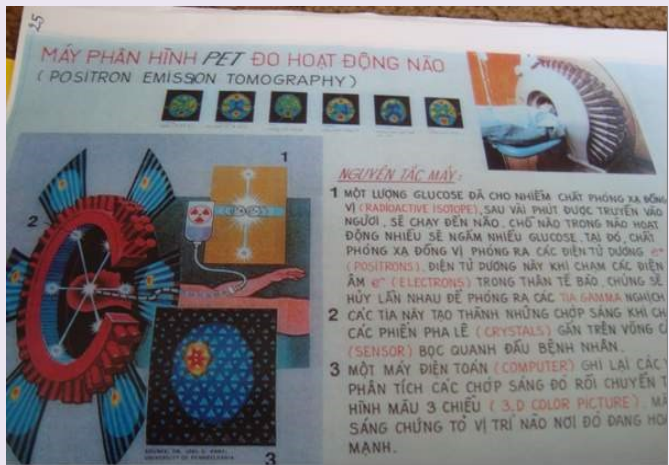 25
MÁY PHÂN HÌNH PET ĐO HOẠT ĐỘNG NÃO
( POSITRON EMISSON TOMOGRAPHY)
1
2
3
NGUYÊN TẮC MÁY:
1 MỘT LƯỢNG GLUCOSE ĐÃ CHO NHIỄM CHẤT PHÓNG XẠ ĐỒNG
VỊ (RADIOACTIVE ISOTOPE), SAU VÀI PHÚT ĐƯỢC TRUYỀN VÀO
NGƯỜI, SẼ CHẠY ĐẾN NÃO. CHỖ NÀO TRONG NÃO HOẠT
ĐỘNG NHIỀU SẼ NGẤM NHIỀU GLUCOSE. TẠI ĐÓ, CHẤT
PHÓNG XẠ ĐỒNG VỊ PHÓNG RA CÁC ĐIỆN TỬ DƯƠNG e⁺
(POSITRONS). ĐIỆN TỬ DƯƠNG NÀY KHI CHẠM CÁC ĐIỆN
ÂM e⁻ (ELECTRONS) TRONG THÂN TẾ BÀO, CHÚNG SẼ
HỦY LẪN NHAU ĐỂ PHÓNG RA CÁC TIA GAMMA NGHỊCH
2 CÁC TIA NÀY TẠO THÀNH NHỮNG CHỚP SÁNG KHI CH
CÁC PHIẾN PHA LÊ (CRYSTALS) GẮN TRÊN VÒNG C
(SENSOR) BỌC QUANH ĐẦU BỆNH NHÂN.
3 MỘT MÁY ĐIỆN TOÁN (COMPUTER) GHI LẠI CÁC
PHÂN TÍCH CÁC CHỚP SÁNG ĐÓ RỒI CHUYỂN T
HÌNH MÀU 3 CHIỀU ( 3.D COLOR PICTURE). MÀ
SÁNG CHỨNG TỎ VỊ TRÍ NÃO NƠI ĐÓ ĐANG HO
MẠNH.
UNIVERSITY OF PENNSYLVANIA